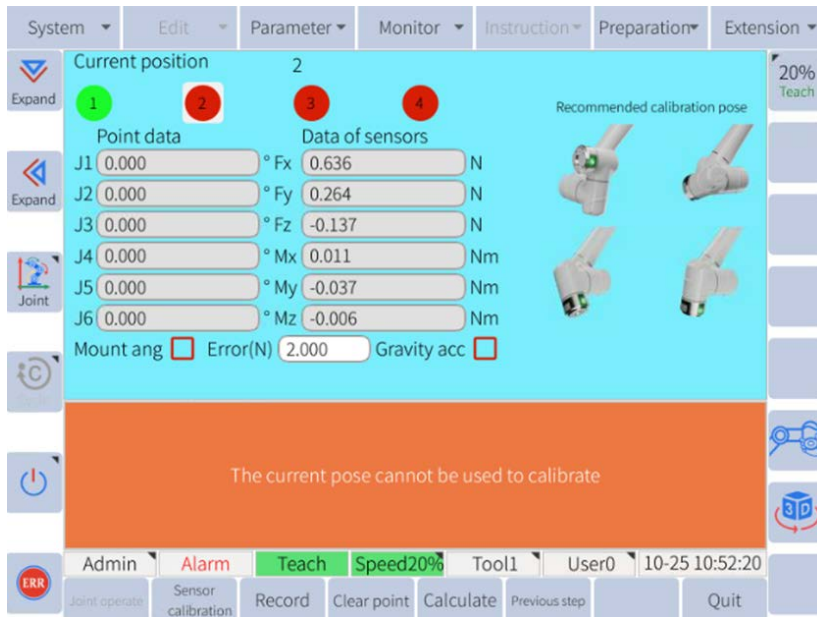 System Edit Parameter Monitor Instruction Preparation Extension
Expand
Current position 2
20%
Teach
1 2 3 4
Recommended calibration pose
Point data Data of sensors
J1 0.000 ° Fx 0.636 N
Expand
J2 0.000 ° Fy 0.264 N
J3 0.000 ° Fz -0.137 N
J4 0.000 ° Mx 0.011 Nm
Joint
J5 0.000 ° My -0.037 Nm
J6 0.000 ° Mz -0.006 Nm
Mount ang Error(N) 2.000 Gravity acc
C
The current pose cannot be used to calibrate
3D
Admin Alarm Teach Speed20% Tool1 User0 10-25 10:52:20
ERR
Joint operate Sensor calibration Record Clear point Calculate Previous step Quit